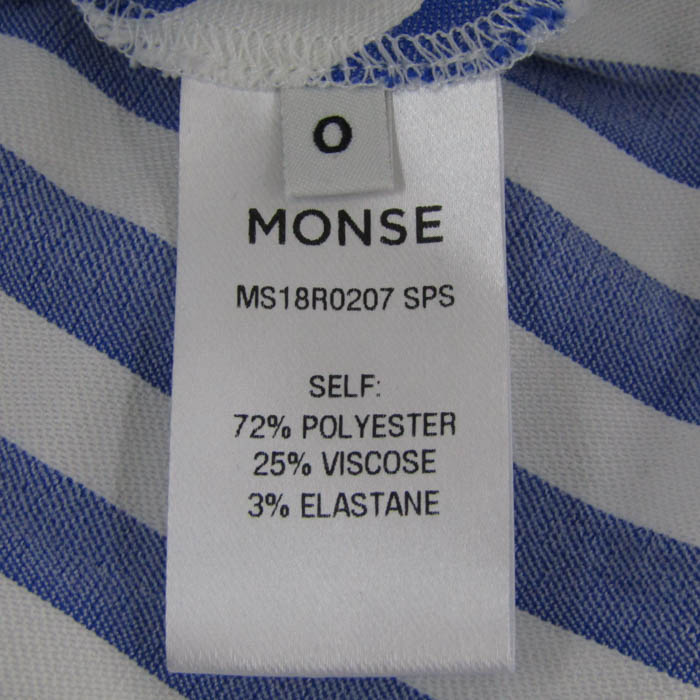 0
MONSE
MS18R0207 SPS
SELF:
72% POLYESTER
25% VISCOSE
3% ELASTANE